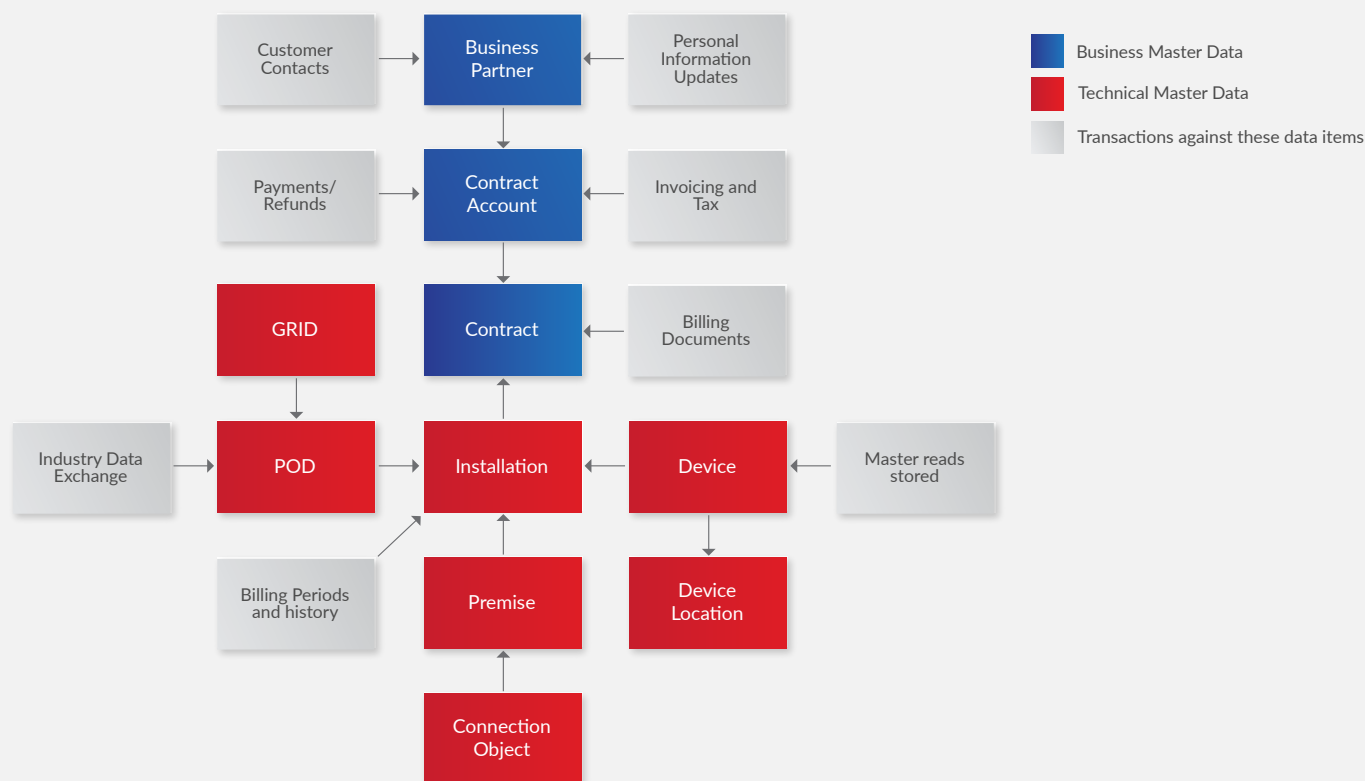 Customer
Contacts
Business
Partner
Personal
Information
Updates
Business Master Data
Technical Master Data
Transactions against these data items
Payments/
Refunds
Contract
Account
Invoicing and
Tax
GRID
Contract
Billing
Documents
Industry Data
Exchange
POD
Installation
Device
Master reads
stored
Billing Periods
and history
Premise
Device
Location
Connection
Object